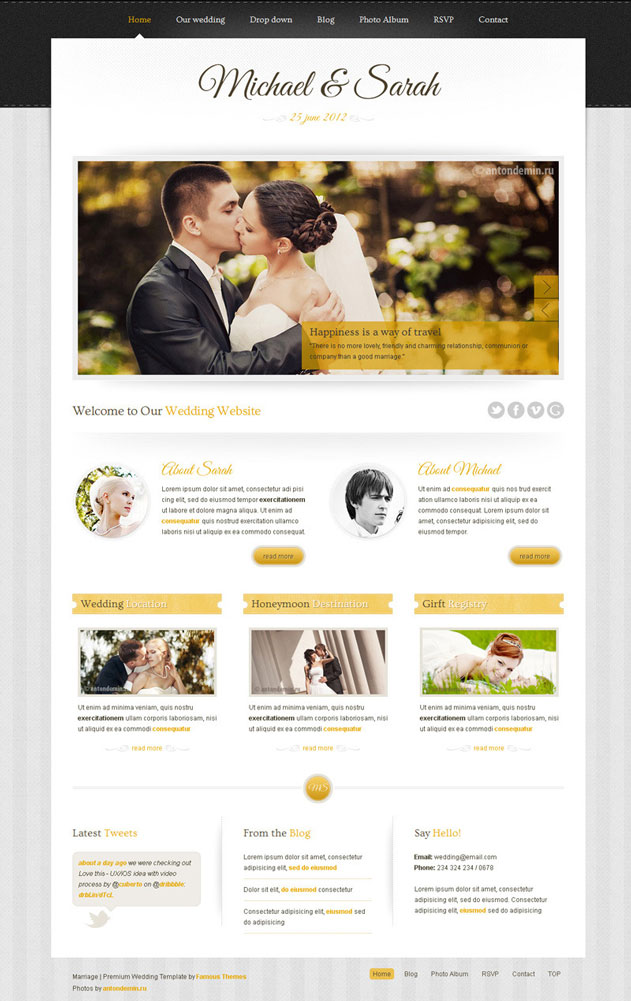 Home Our wedding Drop down Blog Photo Album RSVP Contact
Michael & Sarah
25 june 2012
© antondemin.ru
Happiness is a way of travel
"There is no more lovely, friendly and charming relationship, communion or
company than a good marriage."
Welcome to Our Wedding Website
About Sarah
Lorem ipsum dolor sit amet, consectetur adi pisi
cing elit, sed do eiusmod tempor exercitationem
ut labore et dolore magna aliqua. Ut enim ad
consequatur quis nostrud exercitation ullamco
laboris nisi ut aliquip ex ea commodo consequat.
read more
About Michael
Ut enim ad consequatur quis nos trud exercit
ation ullamco laboris nisi ut aliquip ex ea
commodo consequat. Lorem ipsum dolor sit
amet, consectetur adipisicing elit, sed do
eiusmod tempor.
read more
Wedding Location
© antondemin.ru
Ut enim ad minima veniam, quis nostru
exercitationem ullam corporis laboriosam, nisi
ut aliquid ex ea commodi consequatur
read more
Honeymoon Destination
© antondemin.ru
Ut enim ad minima veniam, quis nostru
exercitationem ullam corporis laboriosam, nisi
ut aliquid ex ea commodi consequatur
read more
Girft Registry
Ut enim ad minima veniam, quis nostru
exercitationem ullam corporis laboriosam, nisi
ut aliquid ex ea commodi consequatur
read more
MS
Latest Tweets
about a day ago we were checking out
Love this - UX/iOS idea with video
process by @cuberto on @dribbble:
From the Blog
Lorem ipsum dolor sit amet, consectetur
adipisicing elit, sed do eiusmod
Dolor sit elit, do eiusmod consectetur
Consectetur adipisicing elit, eiusmod sed
do adipisicing.
Say Hello!
Email: wedding@email.com
Phone: 234 324 234 / 0678
Lorem ipsum dolor sit amet, consectetur
adipisicing elit, sed do eiusmod. Consectetur
adipisicing elit, eiusmod sed do adipisicing
Marriage | Premium Wedding Template by Famous Themes
Photos by antondemin.ru
Home Blog Photo Album RSVP Contact TOP